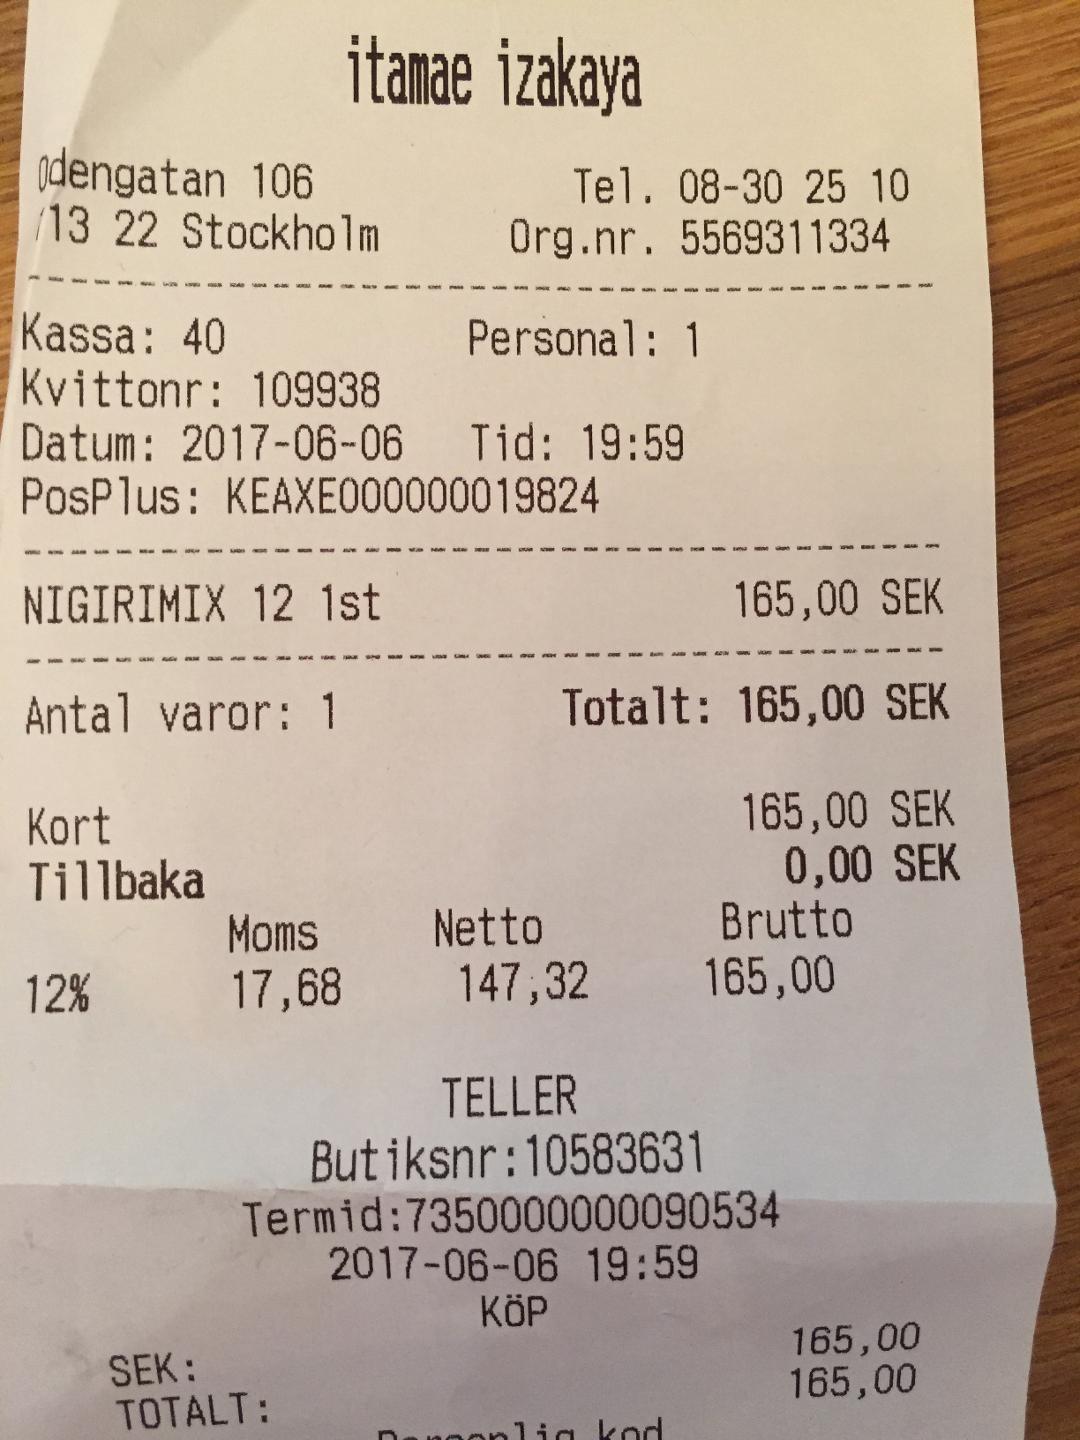 itamae izakaya
Odengatan 106 Tel. 08-30 25 10
113 22 Stockholm Org.nr. 5569311334
Kassa: 40 Personal: 1
Kvittonr: 109938
Datum: 2017-06-06 Tid: 19:59
PosPlus: KEAXE000000019824
NIGIRIMIX 12 1st 165,00 SEK
Antal varor: 1 Totalt: 165,00 SEK
Kort 165,00 SEK
Tillbaka 0,00 SEK
Moms Netto Brutto
12% 17,68 147,32 165,00
TELLER
Butiksnr:10583631
Termid:7350000000090534
2017-06-06 19:59
KÖP
SEK: 165,00
TOTALT: 165,00
Personlig kod